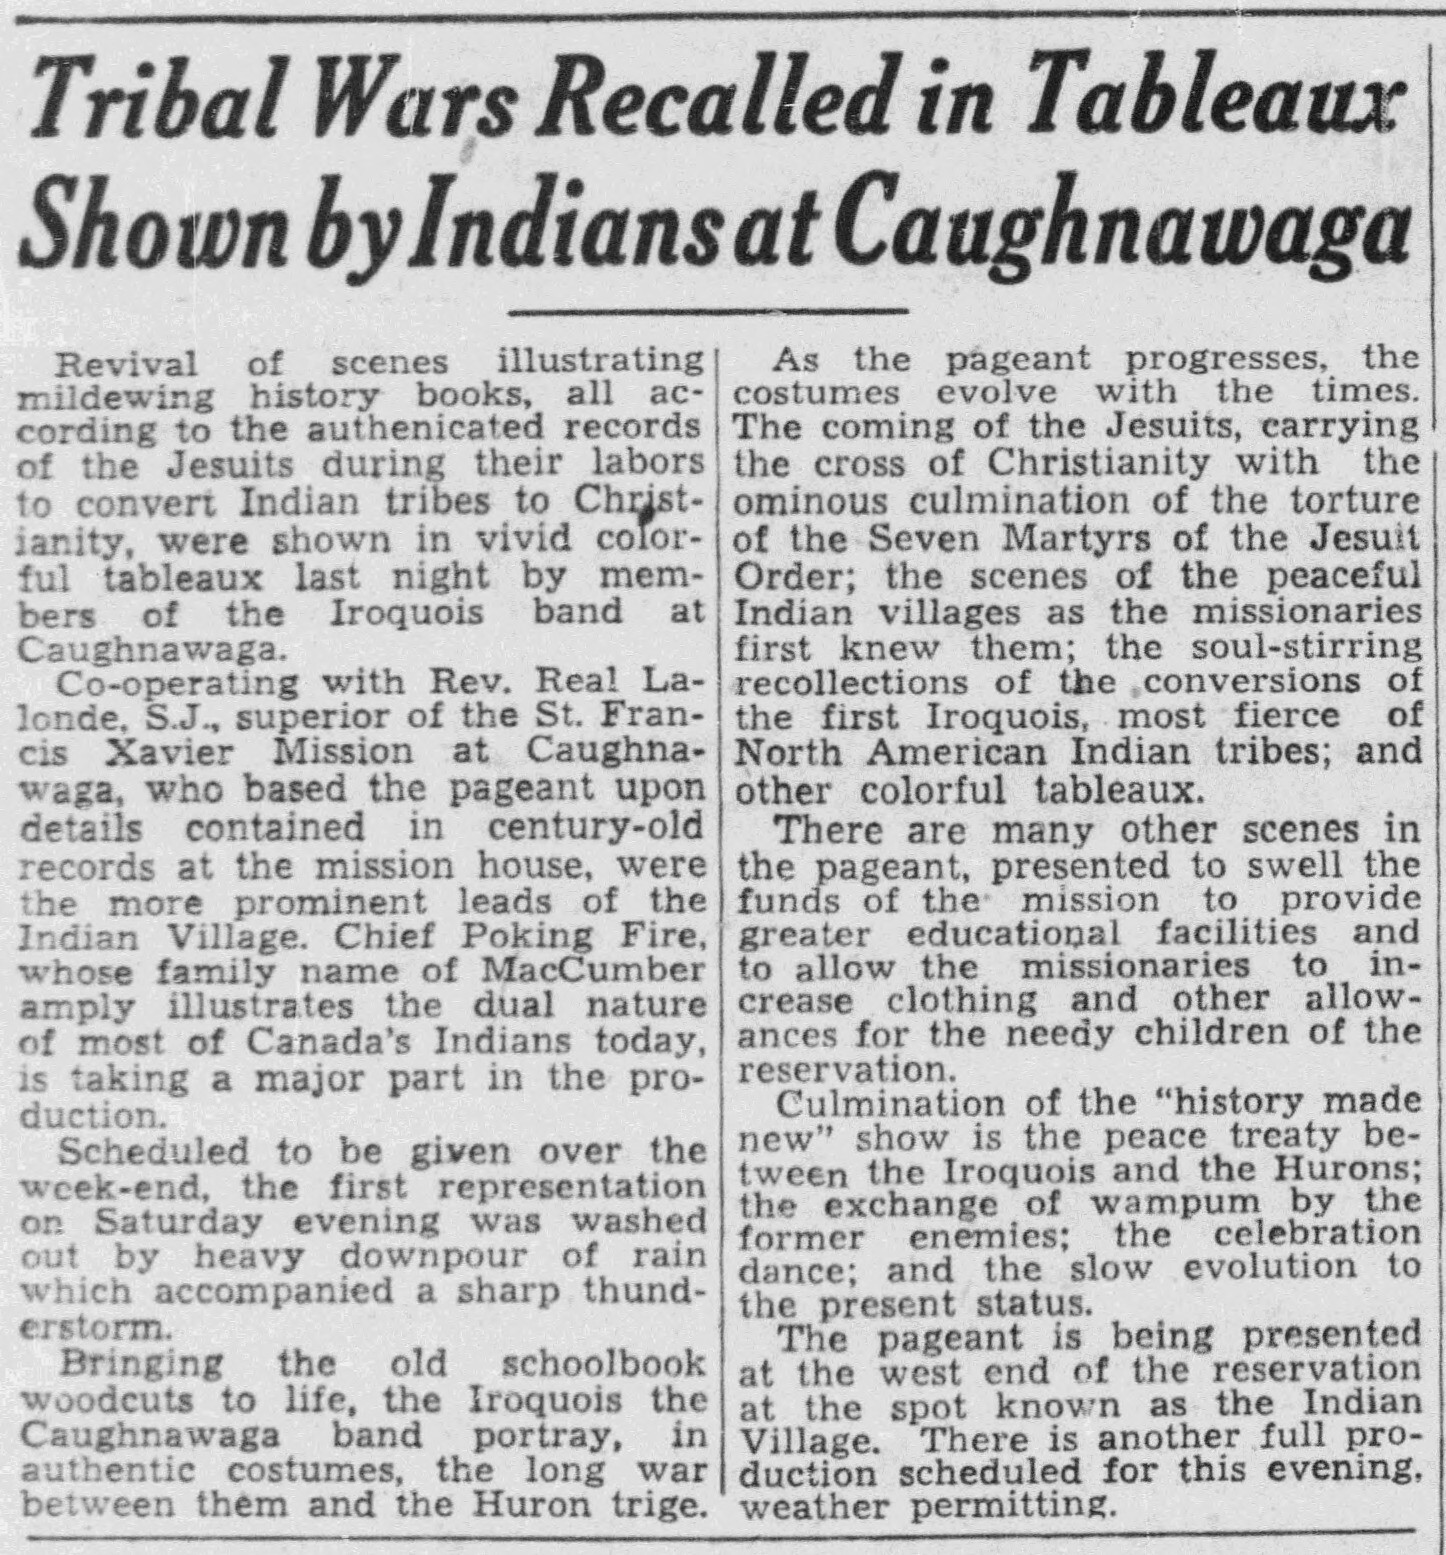 Tribal Wars Recalled in Tableaux
Shown by Indians at Caughnawaga
Revival of scenes illustrating
mildewing history books, all ac-
cording to the authenicated records
of the Jesuits during their labors
to convert Indian tribes to Christ-
ianity, were shown in vivid color-
ful tableaux last night by mem-
bers of the Iroquois band at
Caughnawaga.
Co-operating with Rev. Real La-
londe, S.J., superior of the St. Fran-
cis Xavier Mission at Caughna-
waga, who based the pageant upon
details contained in century-old
records at the mission house, were
the more prominent leads of the
Indian Village. Chief Poking Fire,
whose family name of MacCumber
amply illustrates the dual nature
of most of Canada's Indians today,
is taking a major part in the pro-
duction.
Scheduled to be given over the
week-end, the first representation
on Saturday evening was washed
out by heavy downpour of rain
which accompanied a sharp thund-
erstorm.
Bringing the old schoolbook
woodcuts to life, the Iroquois the
Caughnawaga band portray, in
authentic costumes, the long war
between them and the Huron trige.
As the pageant progresses, the
costumes evolve with the times.
The coming of the Jesuits, carrying
the cross of Christianity with the
ominous culmination of the torture
of the Seven Martyrs of the Jesuit
Order; the scenes of the peaceful
Indian villages as the missionaries
first knew them; the soul-stirring
recollections of the conversions of
the first Iroquois, most fierce of
North American Indian tribes; and
other colorful tableaux.
There are many other scenes in
the pageant, presented to swell the
funds of the mission to provide
greater educational facilities and
to allow the missionaries to in-
crease clothing and other allow-
ances for the needy children of the
reservation.
Culmination of the "history made
new" show is the peace treaty be-
tween the Iroquois and the Hurons;
the exchange of wampum by the
former enemies; the celebration
dance; and the slow evolution to
the present status.
The pageant is being presented
at the west end of the reservation
at the spot known as the Indian
Village. There is another full pro-
duction scheduled for this evening,
weather permitting.